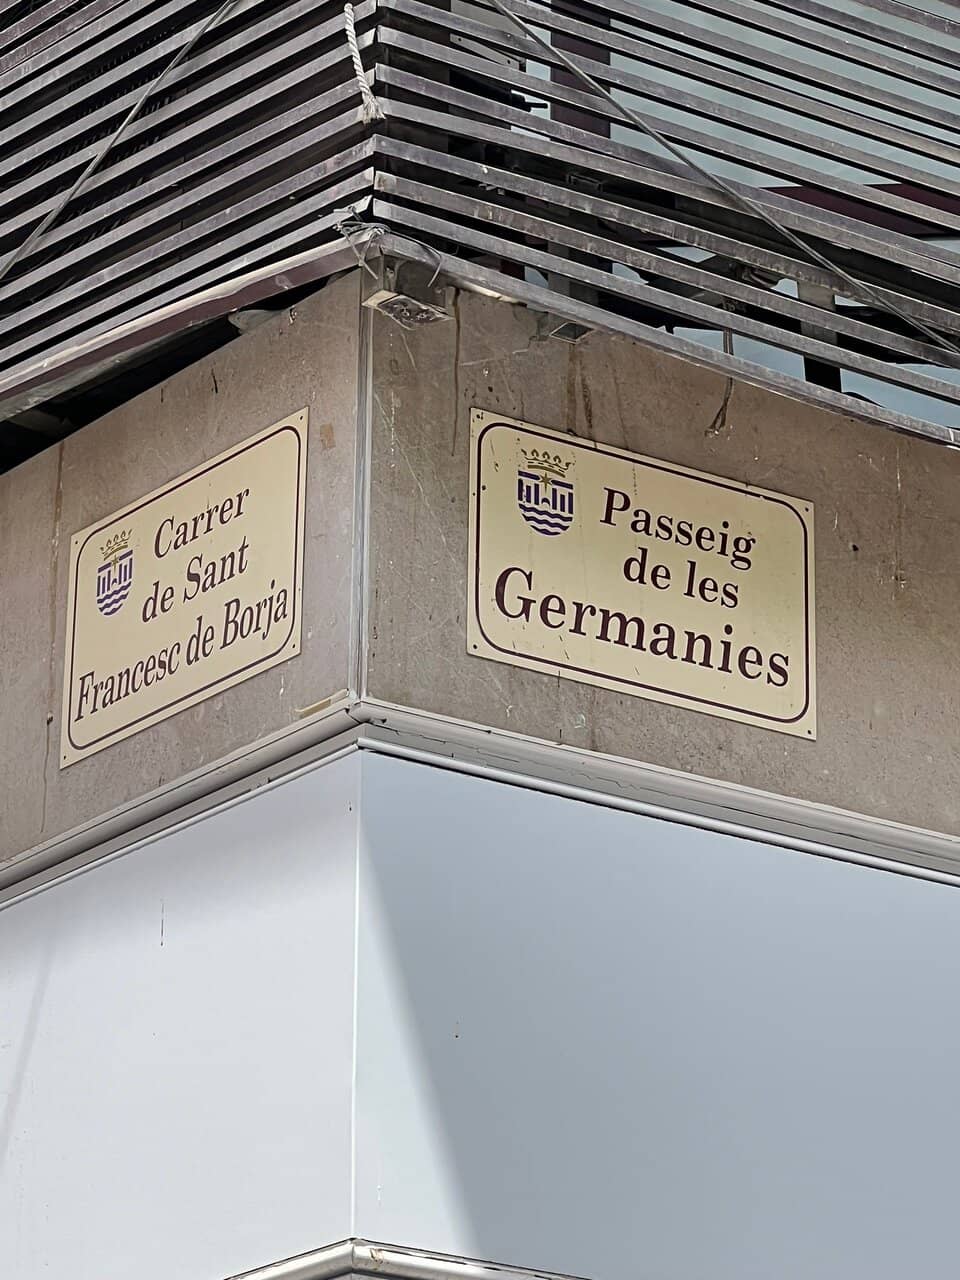 Carrer
de Sant
Francesc de Borja
Passeig
de les
Germanies